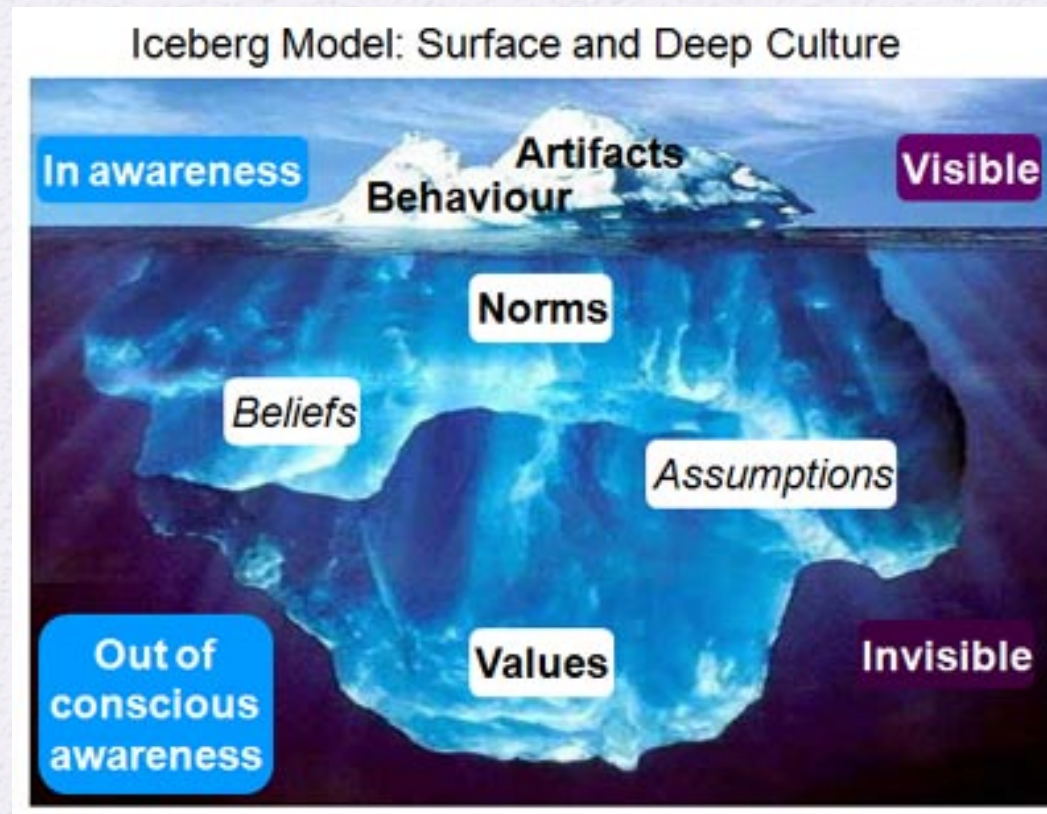 Iceberg Model: Surface and Deep Culture
In awareness
Artifacts
Behaviour
Visible
Norms
Beliefs
Assumptions
Out of
conscious
awareness
Values
Invisible